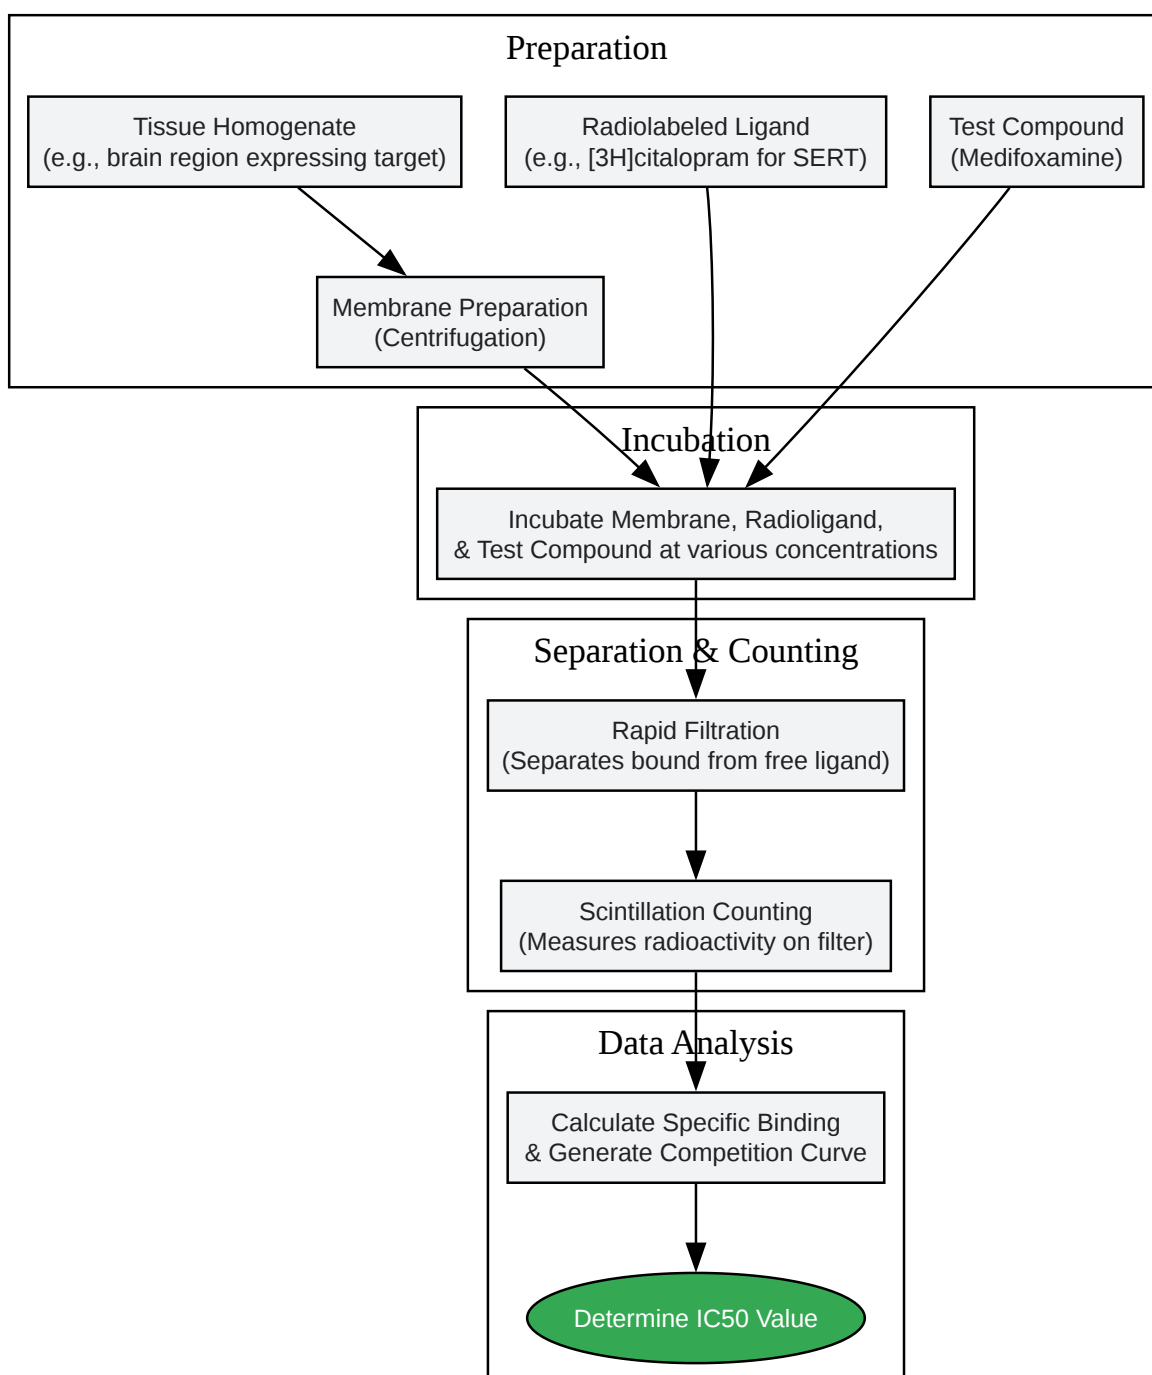 Preparation
Tissue Homogenate
(e.g., brain region expressing target)
Radiolabeled Ligand
(e.g., [3H]citalopram for SERT)
Test Compound
(Medifoxamine)
Membrane Preparation
(Centrifugation)
Incubation
Incubate Membrane, Radioligand,
& Test Compound at various concentrations
Separation & Counting
Rapid Filtration
(Separates bound from free ligand)
Scintillation Counting
(Measures radioactivity on filter)
Data Analysis
Calculate Specific Binding
& Generate Competition Curve
Determine IC50 Value